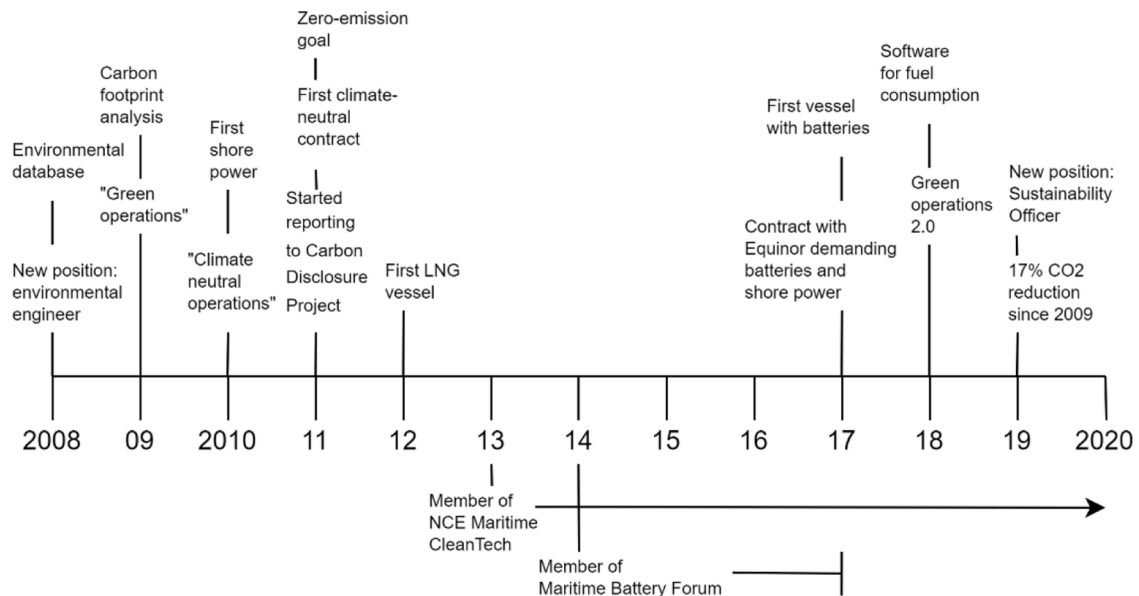 Environmental
database
New position:
environmental
engineer
Carbon
footprint
analysis
"Green
operations"
First
shore
power
"Climate
neutral
operations"
Zero-emission
goal
First climate-
neutral
contract
Started
reporting
to Carbon
Disclosure
Project
First LNG
vessel
First vessel
with batteries
Contract with
Equinor demanding
batteries and
shore power
Software
for fuel
consumption
Green
operations
2.0
New position:
Sustainability
Officer
17% CO2
reduction
since 2009
2008 09 2010 11 12 13 14 15 16 17 18 19 2020
Member of
NCE Maritime
CleanTech
Member of
Maritime Battery Forum